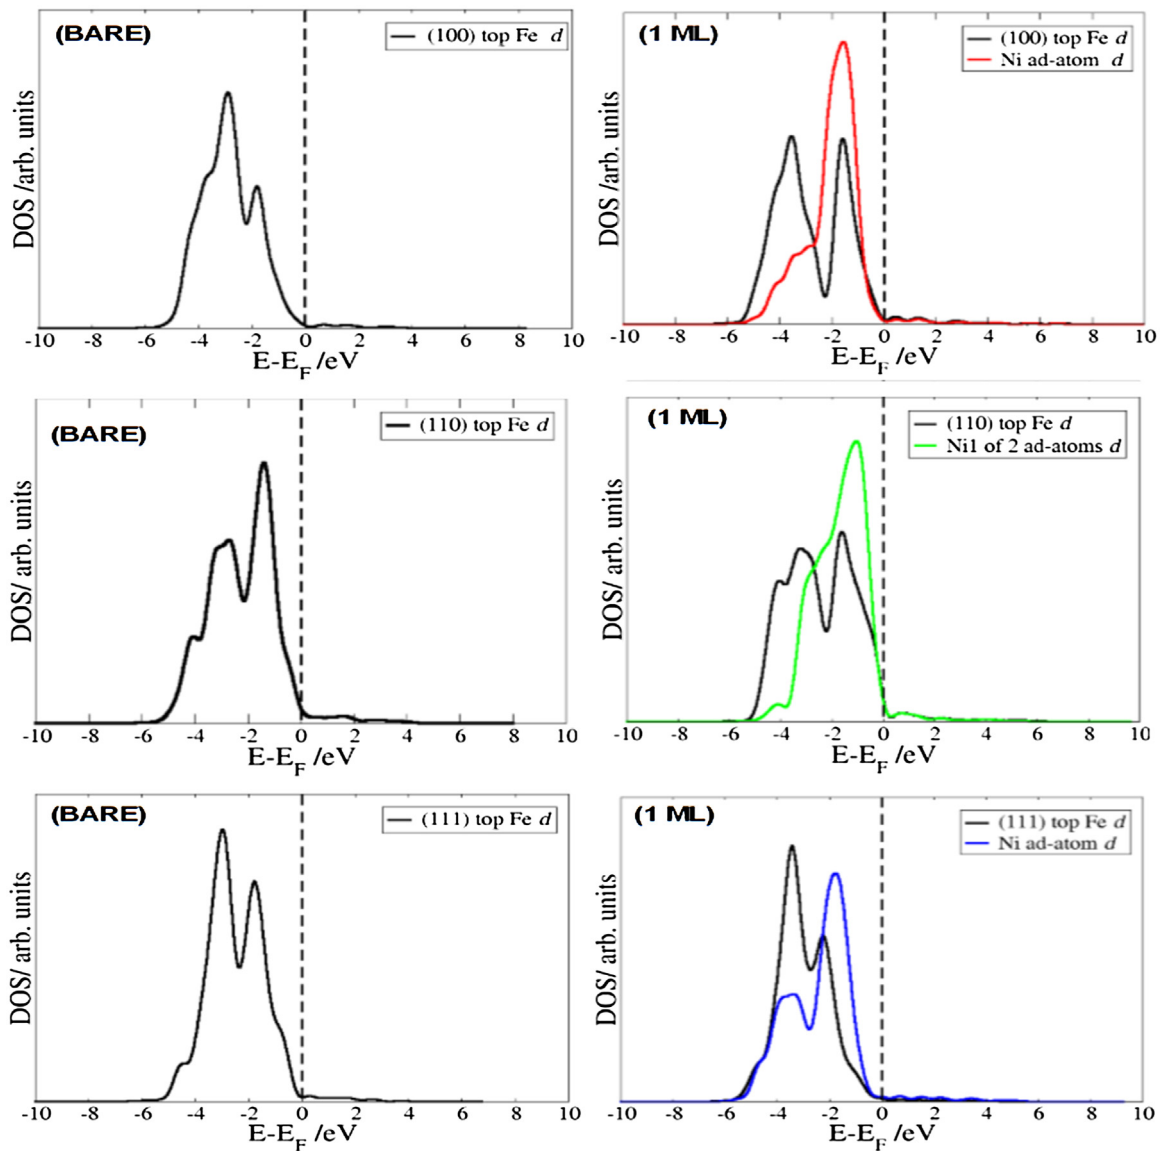 (BARE)
(100) top Fe d
DOS /arb. units
-10 -8 -6 -4 -2 0 2 4 6 8 10
E-EF /eV
(1 ML)
(100) top Fe d
Ni ad-atom d
DOS /arb. units
-10 -8 -6 -4 -2 0 2 4 6 8 10
E-EF /eV
(BARE)
(110) top Fe d
DOS/ arb. units
-10 -8 -6 -4 -2 0 2 4 6 8 10
E-EF /eV
(1 ML)
(110) top Fe d
Ni1 of 2 ad-atoms d
DOS/ arb. units
-10 -8 -6 -4 -2 0 2 4 6 8 10
E-EF /eV
(BARE)
(111) top Fe d
DOS/ arb. units
-10 -8 -6 -4 -2 0 2 4 6 8 10
E-EF /eV
(1 ML)
(111) top Fe d
Ni ad-atom d
DOS/ arb. units
-10 -8 -6 -4 -2 0 2 4 6 8 10
E-EF /eV